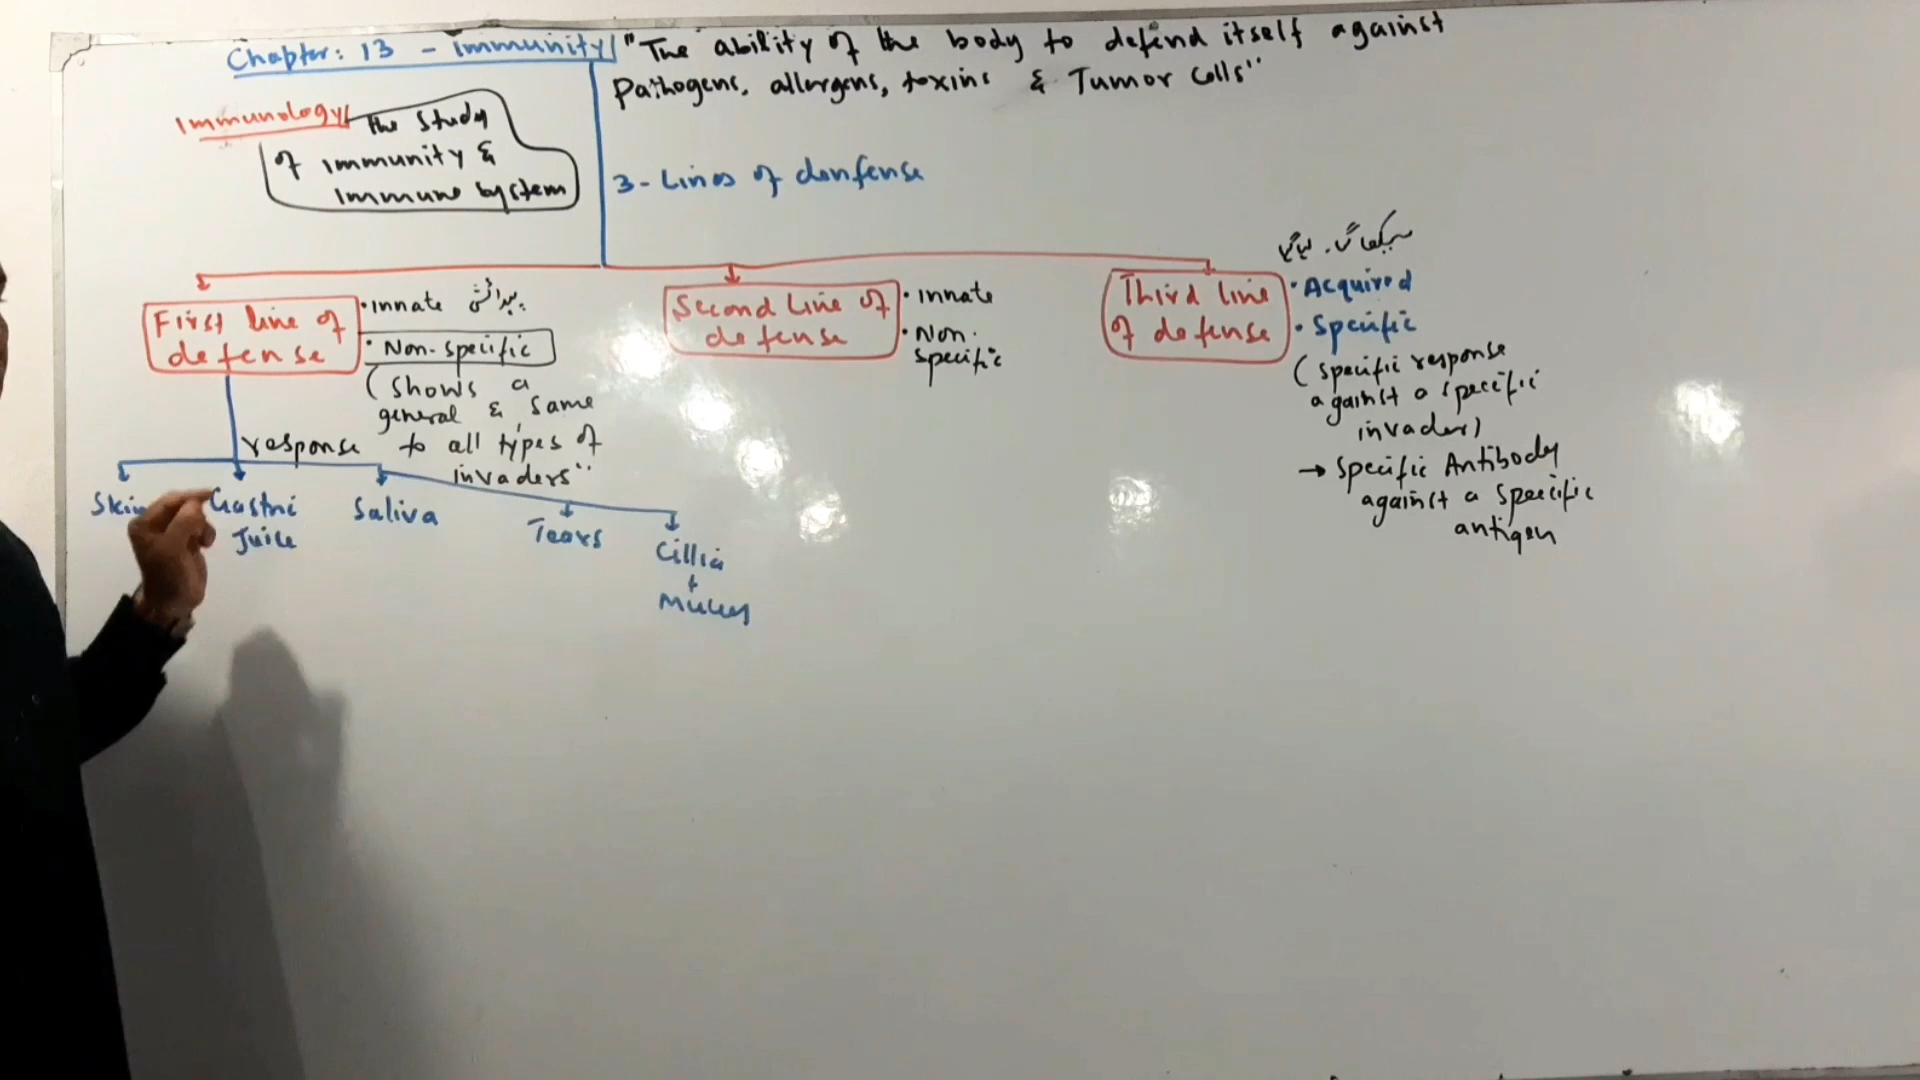 Chapter: 13 - Immunity/ "The ability of the body to defend itself against
Pathogens, allergens, toxins & Tumor Cells"
Immunology/ the study
of immunity &
immune system
3 - Lines of denfense
First line of
defense
• innate پیدائشی
• Non-specific
(shows a
general & same
response to all types of
invaders"
Skin
Gastri
Juice
Saliva
Tears
Cillia
+
Mucus
Second Line of
defense
• innate
• Non-
specific
Third line
of defense
• Acquired
• Specific
(specific response
against a specific
invader)
→ Specific Antibody
against a specific
antigen